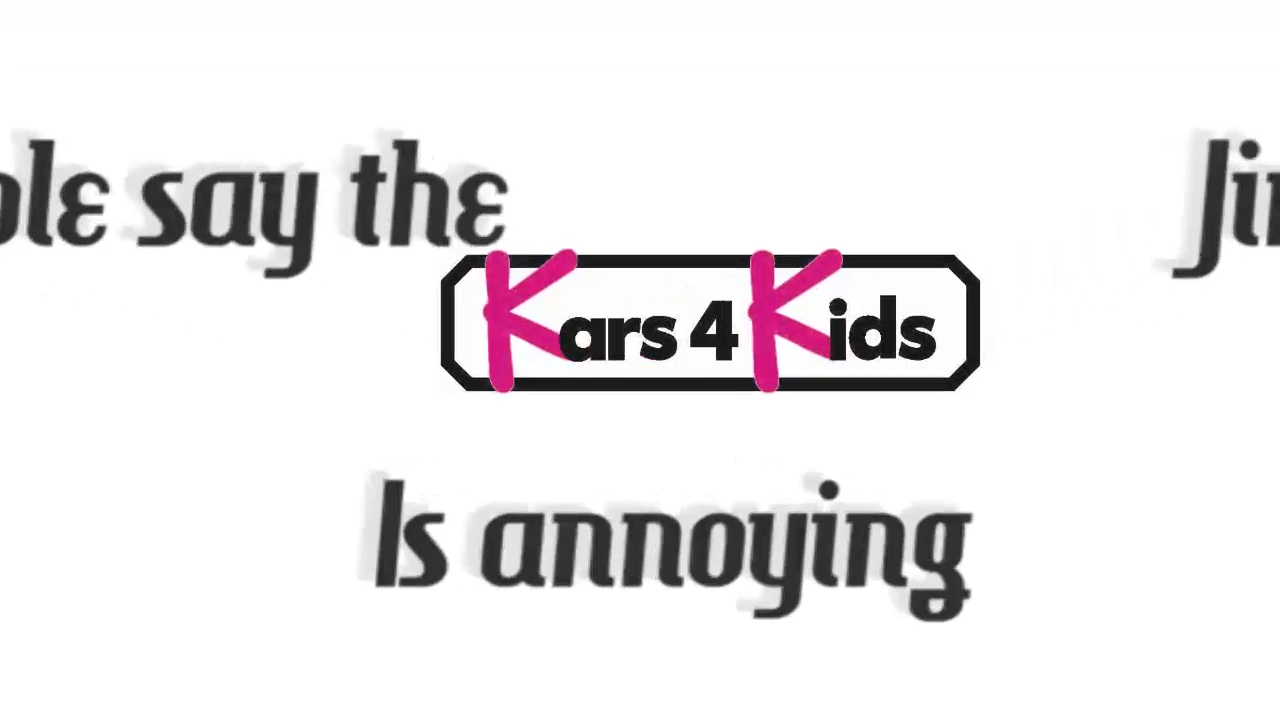 say the
Kars 4 Kids
Is annoying